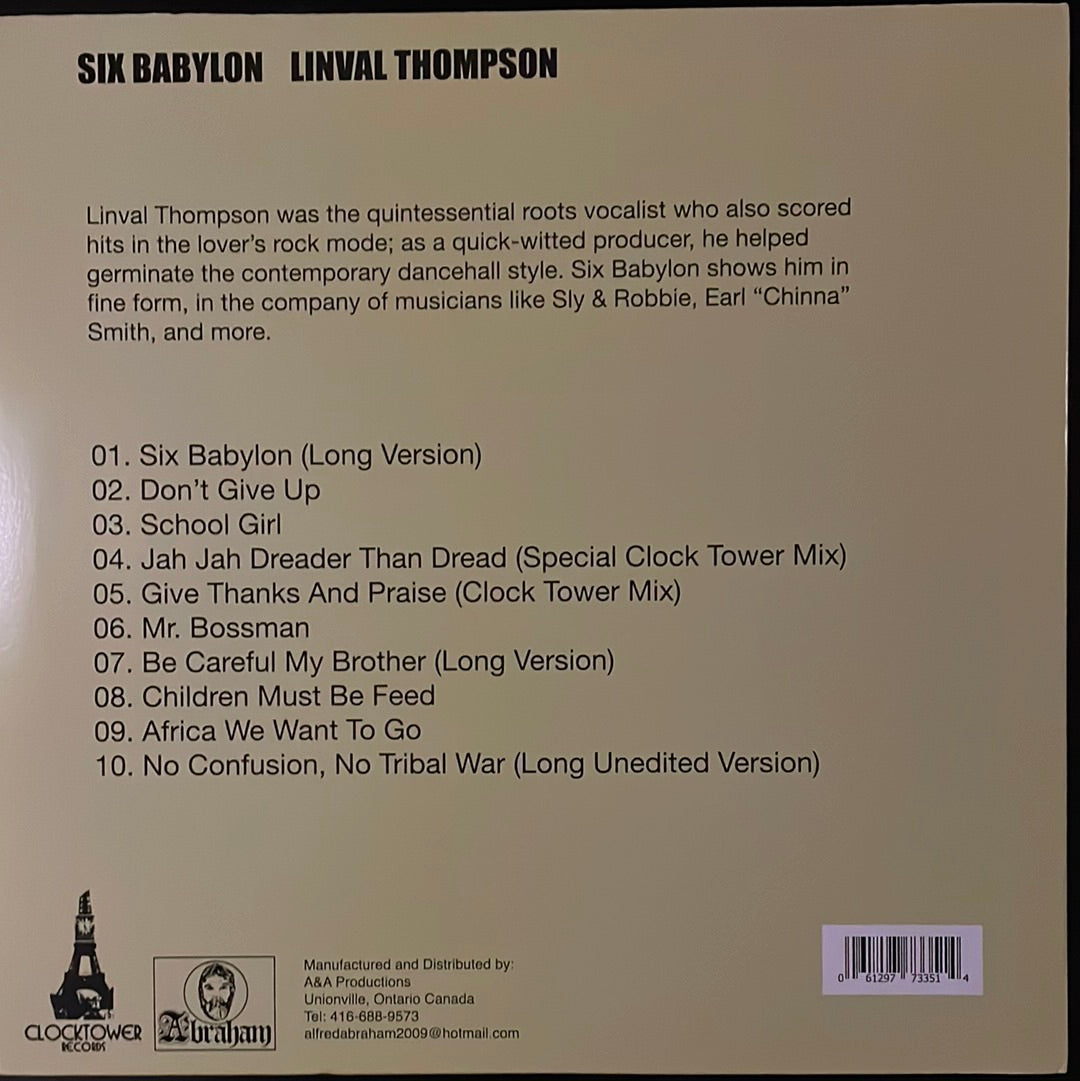 SIX BABYLON LINVAL THOMPSON
Linval Thompson was the quintessential roots vocalist who also scored
hits in the lover's rock mode; as a quick-witted producer, he helped
germinate the contemporary dancehall style. Six Babylon shows him in
fine form, in the company of musicians like Sly & Robbie, Earl “Chinna”
Smith, and more.
01. Six Babylon (Long Version)
02. Don't Give Up
03. School Girl
04. Jah Jah Dreader Than Dread (Special Clock Tower Mix)
05. Give Thanks And Praise (Clock Tower Mix)
06. Mr. Bossman
07. Be Careful My Brother (Long Version)
08. Children Must Be Feed
09. Africa We Want To Go
10. No Confusion, No Tribal War (Long Unedited Version)
CLOCKTOWER
RECORDS
Abraham
Manufactured and Distributed by:
A&A Productions
Unionville, Ontario Canada
Tel: 416-688-9573
alfredabraham2009@hotmail.com
0 61297 73351 4